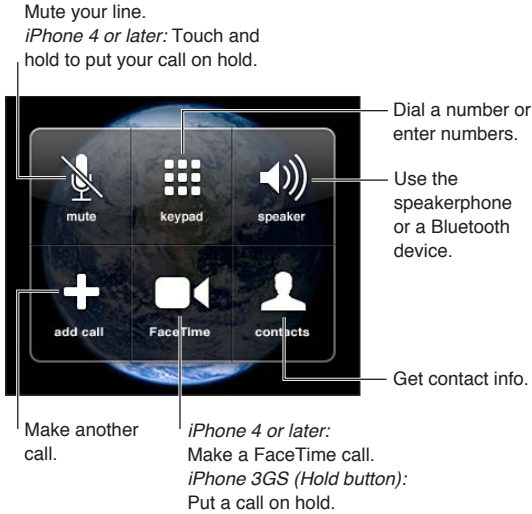 Mute your line.
iPhone 4 or later: Touch and
hold to put your call on hold.
Dial a number or
enter numbers.
Use the
speakerphone
or a Bluetooth
device.
mute
keypad
speaker
add call
FaceTime
contacts
Get contact info.
Make another
call.
iPhone 4 or later:
Make a FaceTime call.
iPhone 3GS (Hold button):
Put a call on hold.